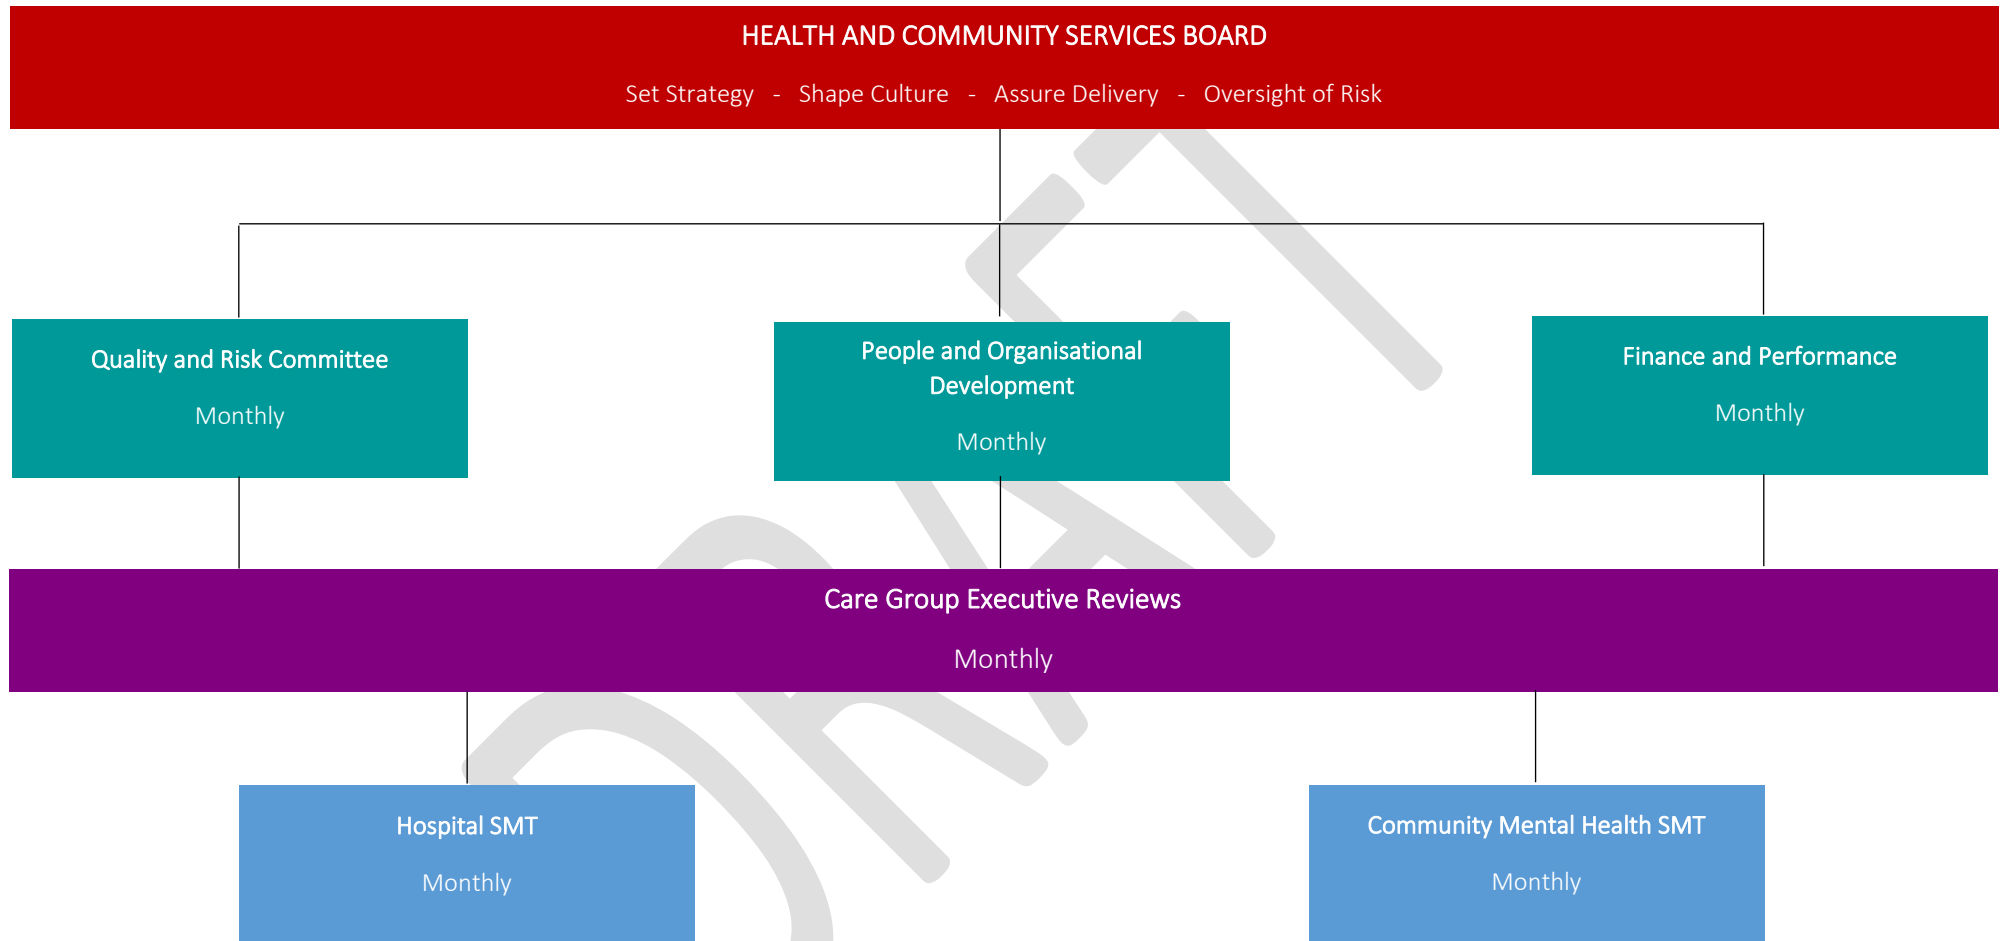 HEALTH AND COMMUNITY SERVICES BOARD
Set Strategy - Shape Culture - Assure Delivery - Oversight of Risk
Quality and Risk Committee
Monthly
People and Organisational
Development
Monthly
Finance and Performance
Monthly
Care Group Executive Reviews
Monthly
Hospital SMT
Monthly
Community Mental Health SMT
Monthly
DRAFT